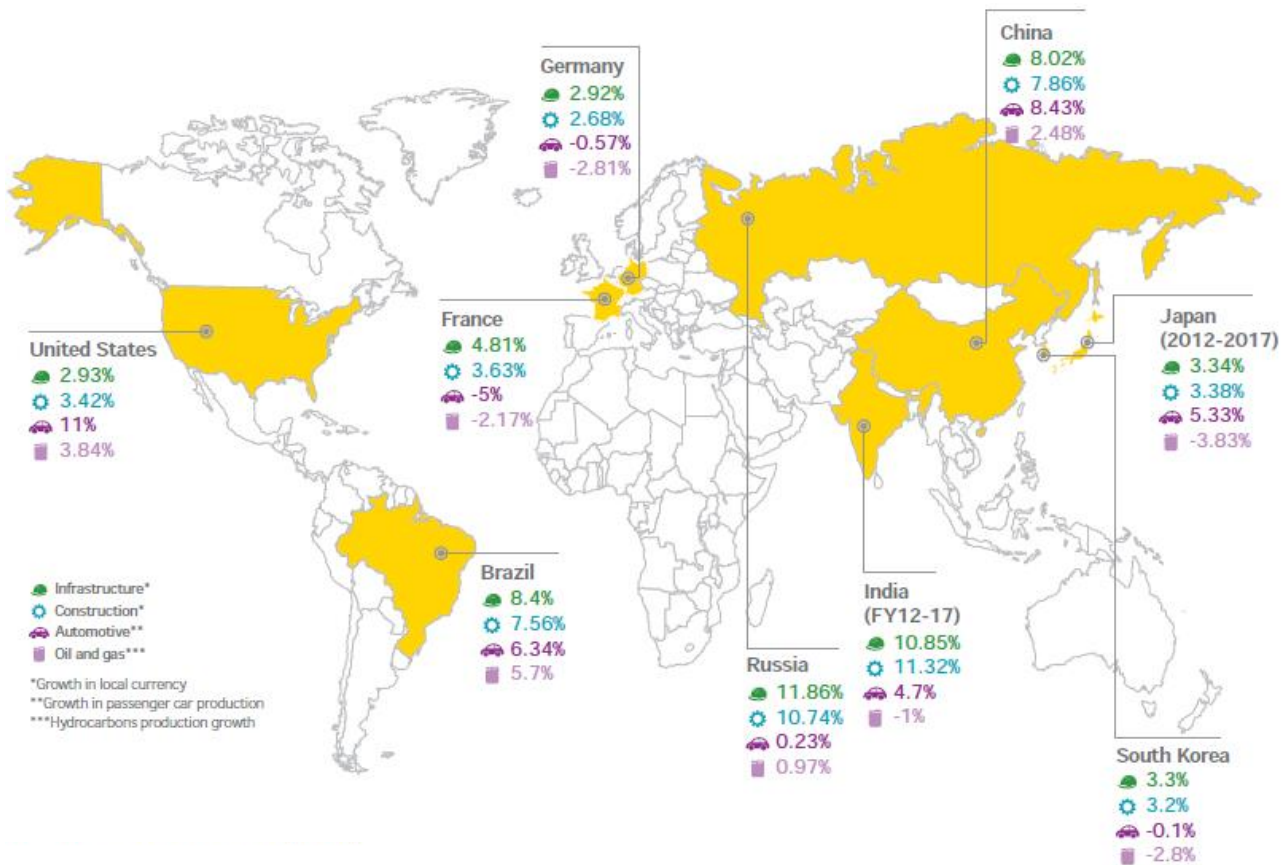 China
8.02%
7.86%
8.43%
2.48%
Germany
2.92%
2.68%
-0.57%
-2.81%
United States
2.93%
3.42%
11%
3.84%
France
4.81%
3.63%
-5%
-2.17%
Japan
(2012-2017)
3.34%
3.38%
5.33%
-3.83%
Brazil
8.4%
7.56%
6.34%
5.7%
India
(FY12-17)
10.85%
11.32%
4.7%
-1%
Russia
11.86%
10.74%
0.23%
0.97%
South Korea
3.3%
3.2%
-0.1%
-2.8%
Infrastructure*
Construction*
Automotive**
Oil and gas***
*Growth in local currency
**Growth in passenger car production
***Hydrocarbons production growth